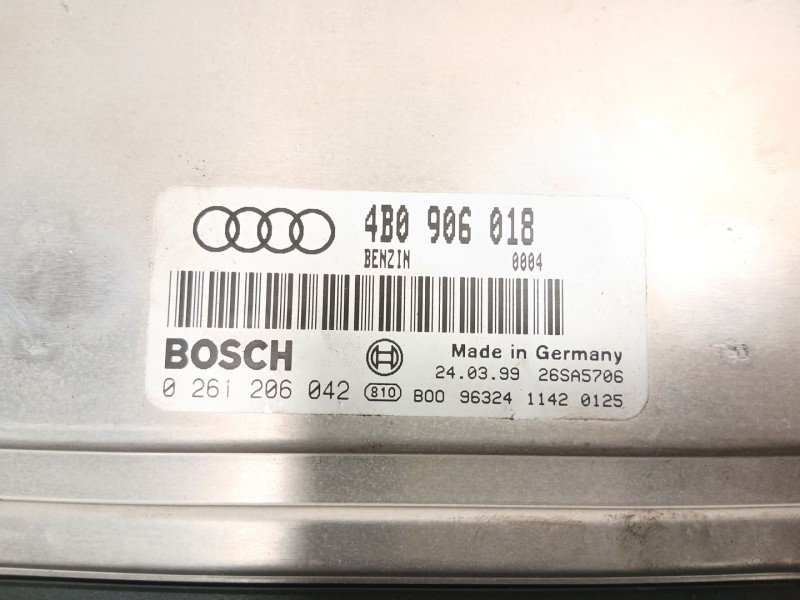 4B0 906 018
BENZIN 0004
BOSCH Made in Germany
24.03.99 26SA5706
0 261 206 042 810 B00 96324 1142 0125